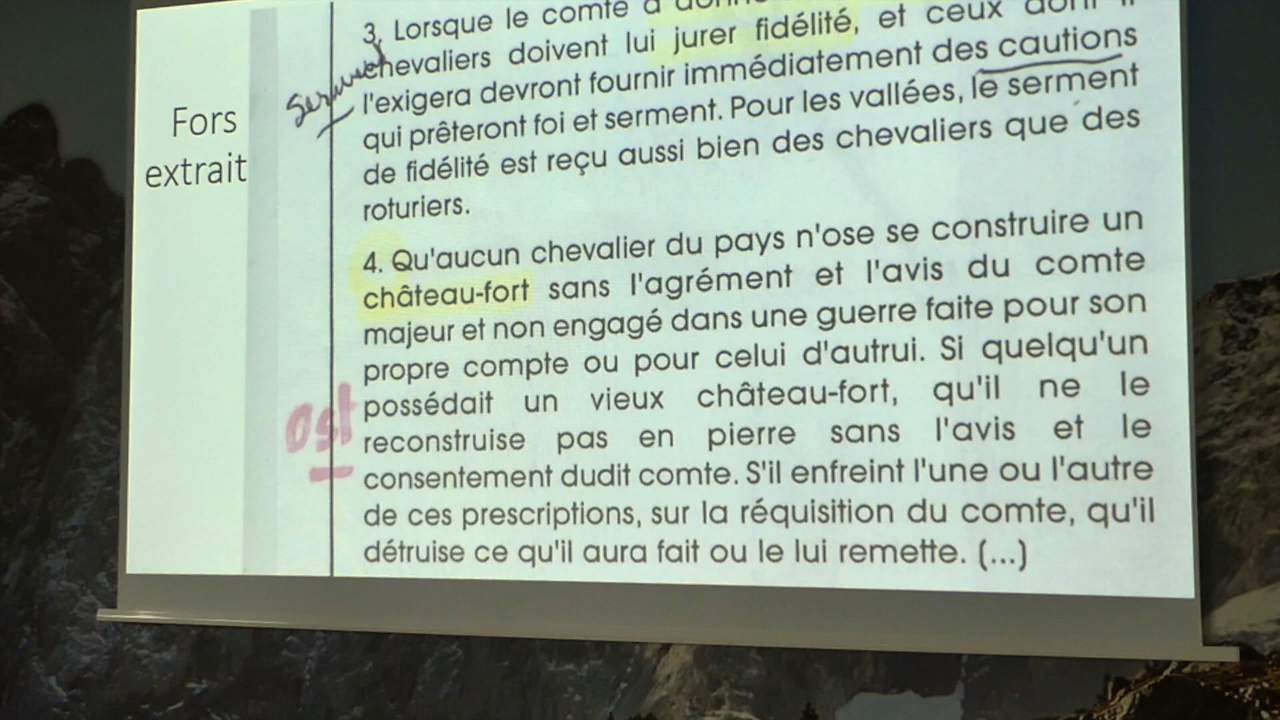 Fors
extrait
3. Lorsque le comte a
chevaliers doivent lui jurer fidélité, et ceux dont il
l'exigera devront fournir immédiatement des cautions
qui prêteront foi et serment. Pour les vallées, le serment
de fidélité est reçu aussi bien des chevaliers que des
roturiers.
4. Qu'aucun chevalier du pays n'ose se construire un
château-fort sans l'agrément et l'avis du comte
majeur et non engagé dans une guerre faite pour son
propre compte ou pour celui d'autrui. Si quelqu'un
possédait un vieux château-fort, qu'il ne le
reconstruise pas en pierre sans l'avis et le
consentement dudit comte. S'il enfreint l'une ou l'autre
de ces prescriptions, sur la réquisition du comte, qu'il
détruise ce qu'il aura fait ou le lui remette. (...)
ost